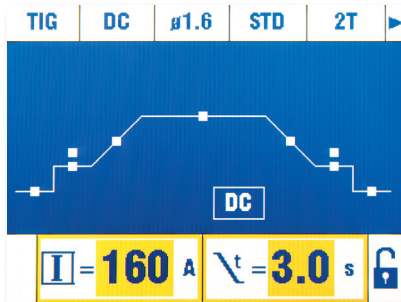 TIG DC ø1.6 STD 2T
DC
I = 160 A t = 3.0 s